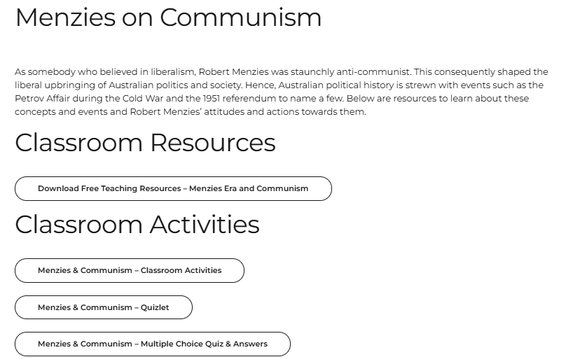 Menzies on Communism
As somebody who believed in liberalism, Robert Menzies was staunchly anti-communist. This consequently shaped the
liberal upbringing of Australian politics and society. Hence, Australian political history is strewn with events such as the
Petrov Affair during the Cold War and the 1951 referendum to name a few. Below are resources to learn about these
concepts and events and Robert Menzies' attitudes and actions towards them.
Classroom Resources
Download Free Teaching Resources – Menzies Era and Communism
Classroom Activities
Menzies & Communism – Classroom Activities
Menzies & Communism – Quizlet
Menzies & Communism – Multiple Choice Quiz & Answers